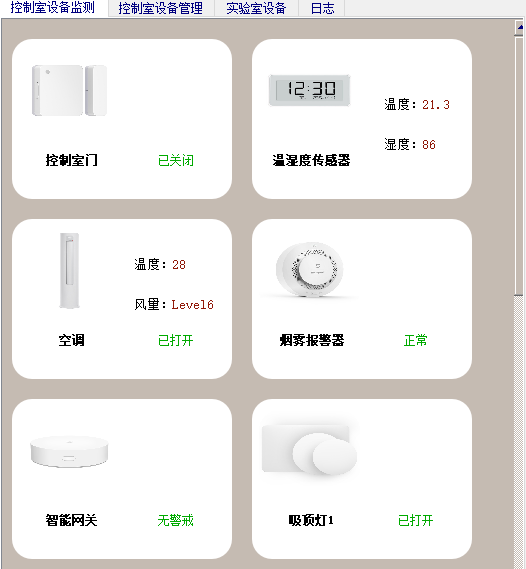 控制室设备监测 控制室设备管理 实验室设备 日志
12:30
温度：21.3
湿度：86
控制室门 已关闭
温湿度传感器
温度：28
风量：Level6
空调 已打开
烟雾报警器 正常
智能网关 无警戒
吸顶灯1 已打开